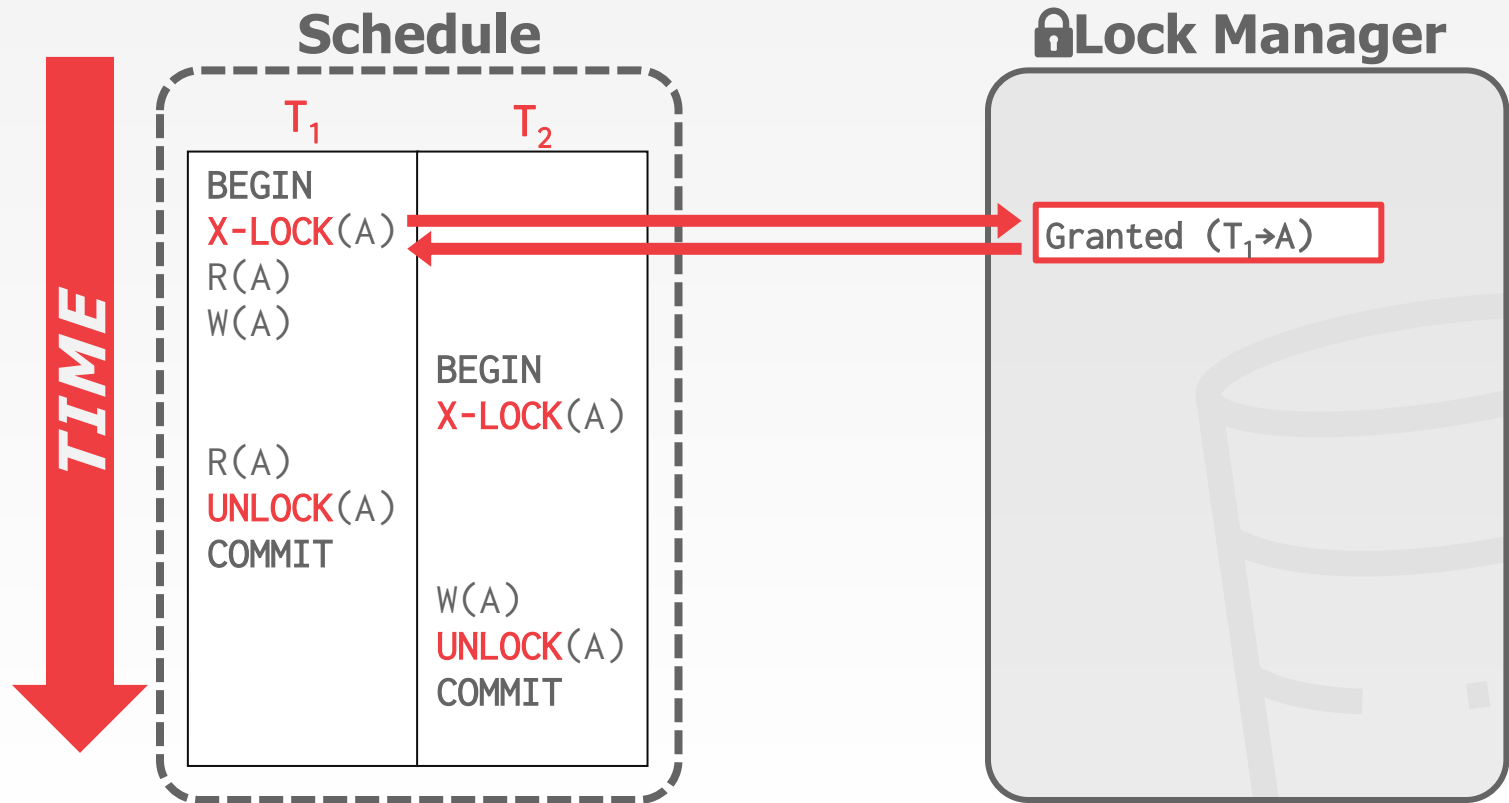 Schedule
Lock Manager
TIME
T₁
T₂
BEGIN
X-LOCK(A)
Granted (T₁→A)
R(A)
W(A)
BEGIN
X-LOCK(A)
R(A)
UNLOCK(A)
COMMIT
W(A)
UNLOCK(A)
COMMIT